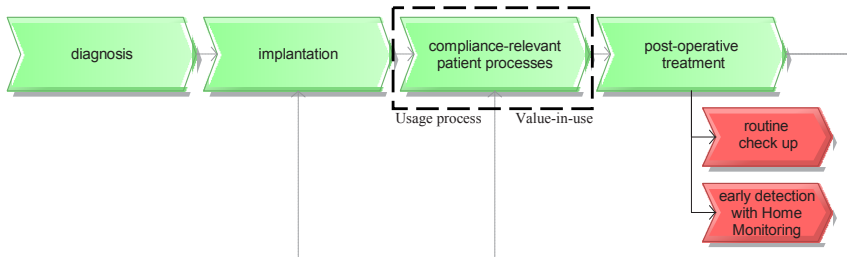 diagnosis
implantation
compliance-relevant
patient processes
post-operative
treatment
Usage process
Value-in-use
routine
check up
early detection
with Home
Monitoring